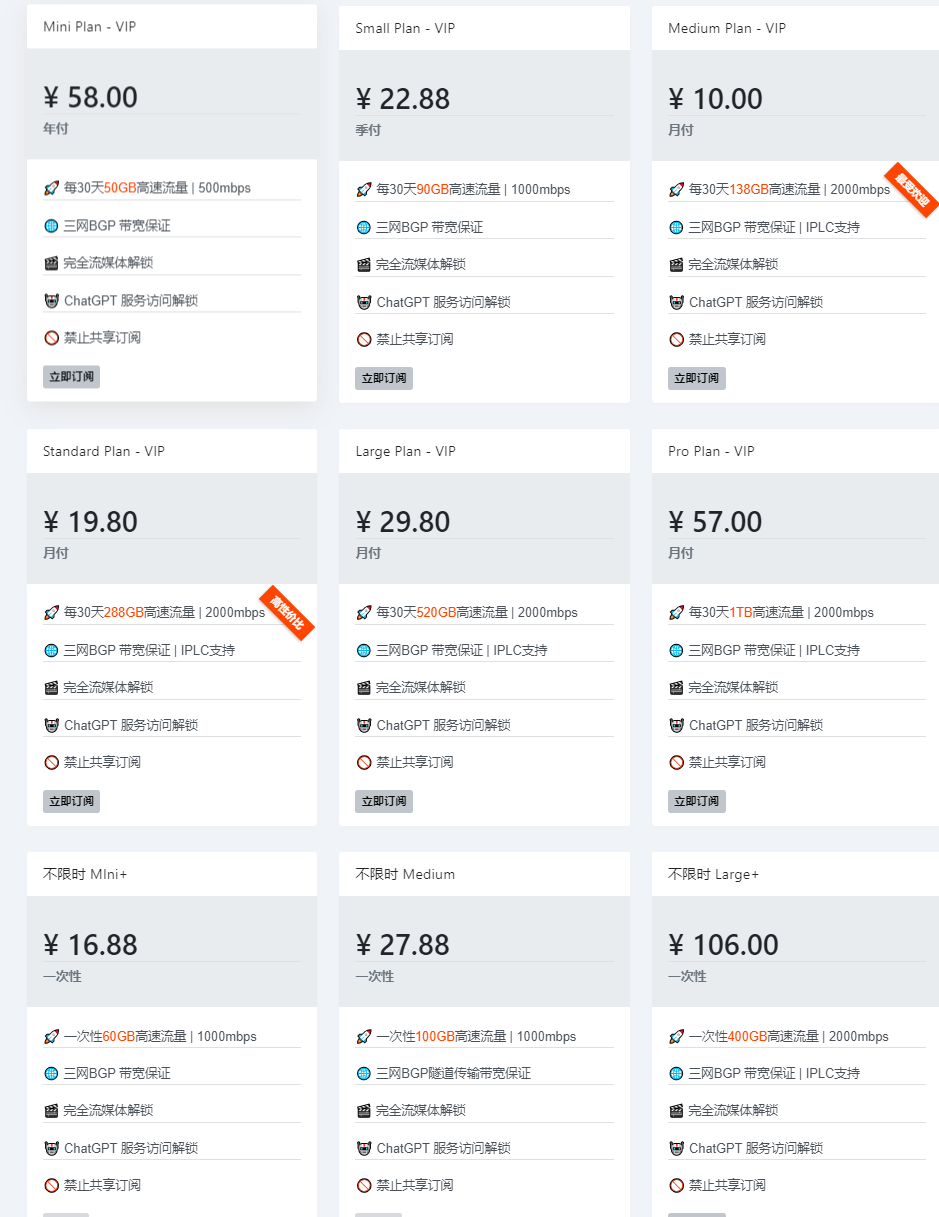 Mini Plan - VIP
¥ 58.00
年付
每30天50GB高速流量 | 500mbps
三网BGP 带宽保证
完全流媒体解锁
ChatGPT 服务访问解锁
禁止共享订阅
立即订阅
Small Plan - VIP
¥ 22.88
季付
每30天90GB高速流量 | 1000mbps
三网BGP 带宽保证
完全流媒体解锁
ChatGPT 服务访问解锁
禁止共享订阅
立即订阅
Medium Plan - VIP
¥ 10.00
月付
最受欢迎
每30天138GB高速流量 | 2000mbps
三网BGP 带宽保证 | IPLC支持
完全流媒体解锁
ChatGPT 服务访问解锁
禁止共享订阅
立即订阅
Standard Plan - VIP
¥ 19.80
月付
高性价比
每30天288GB高速流量 | 2000mbps
三网BGP 带宽保证 | IPLC支持
完全流媒体解锁
ChatGPT 服务访问解锁
禁止共享订阅
立即订阅
Large Plan - VIP
¥ 29.80
月付
每30天520GB高速流量 | 2000mbps
三网BGP 带宽保证 | IPLC支持
完全流媒体解锁
ChatGPT 服务访问解锁
禁止共享订阅
立即订阅
Pro Plan - VIP
¥ 57.00
月付
每30天1TB高速流量 | 2000mbps
三网BGP 带宽保证 | IPLC支持
完全流媒体解锁
ChatGPT 服务访问解锁
禁止共享订阅
立即订阅
不限时 MIni+
¥ 16.88
一次性
一次性60GB高速流量 | 1000mbps
三网BGP 带宽保证
完全流媒体解锁
ChatGPT 服务访问解锁
禁止共享订阅
不限时 Medium
¥ 27.88
一次性
一次性100GB高速流量 | 1000mbps
三网BGP隧道传输带宽保证
完全流媒体解锁
ChatGPT 服务访问解锁
禁止共享订阅
不限时 Large+
¥ 106.00
一次性
一次性400GB高速流量 | 2000mbps
三网BGP 带宽保证 | IPLC支持
完全流媒体解锁
ChatGPT 服务访问解锁
禁止共享订阅